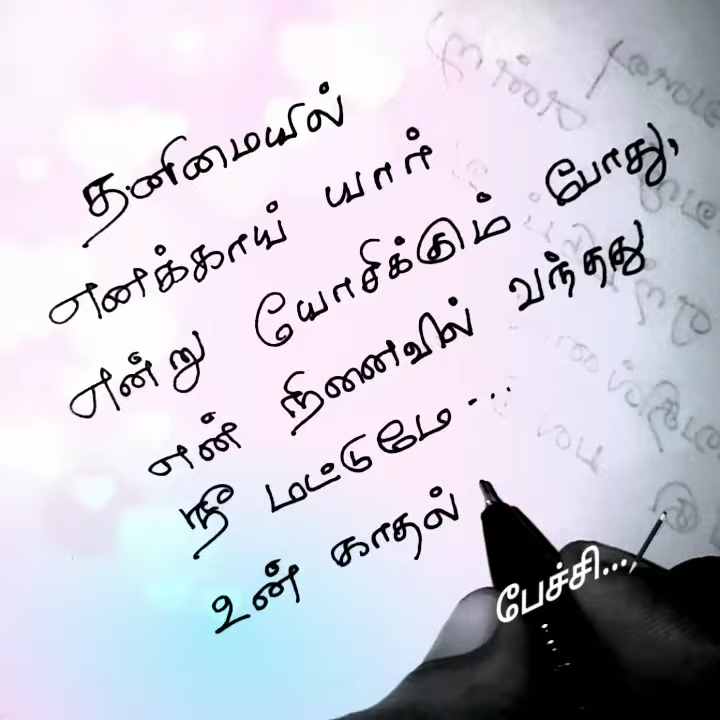 தனிமையில்
எனக்காய் யார்
என்று யோசிக்கும் போது,
என் நினைவில் வந்தது
நீ மட்டுமே...
உன் காதல்
பேச்சி...,